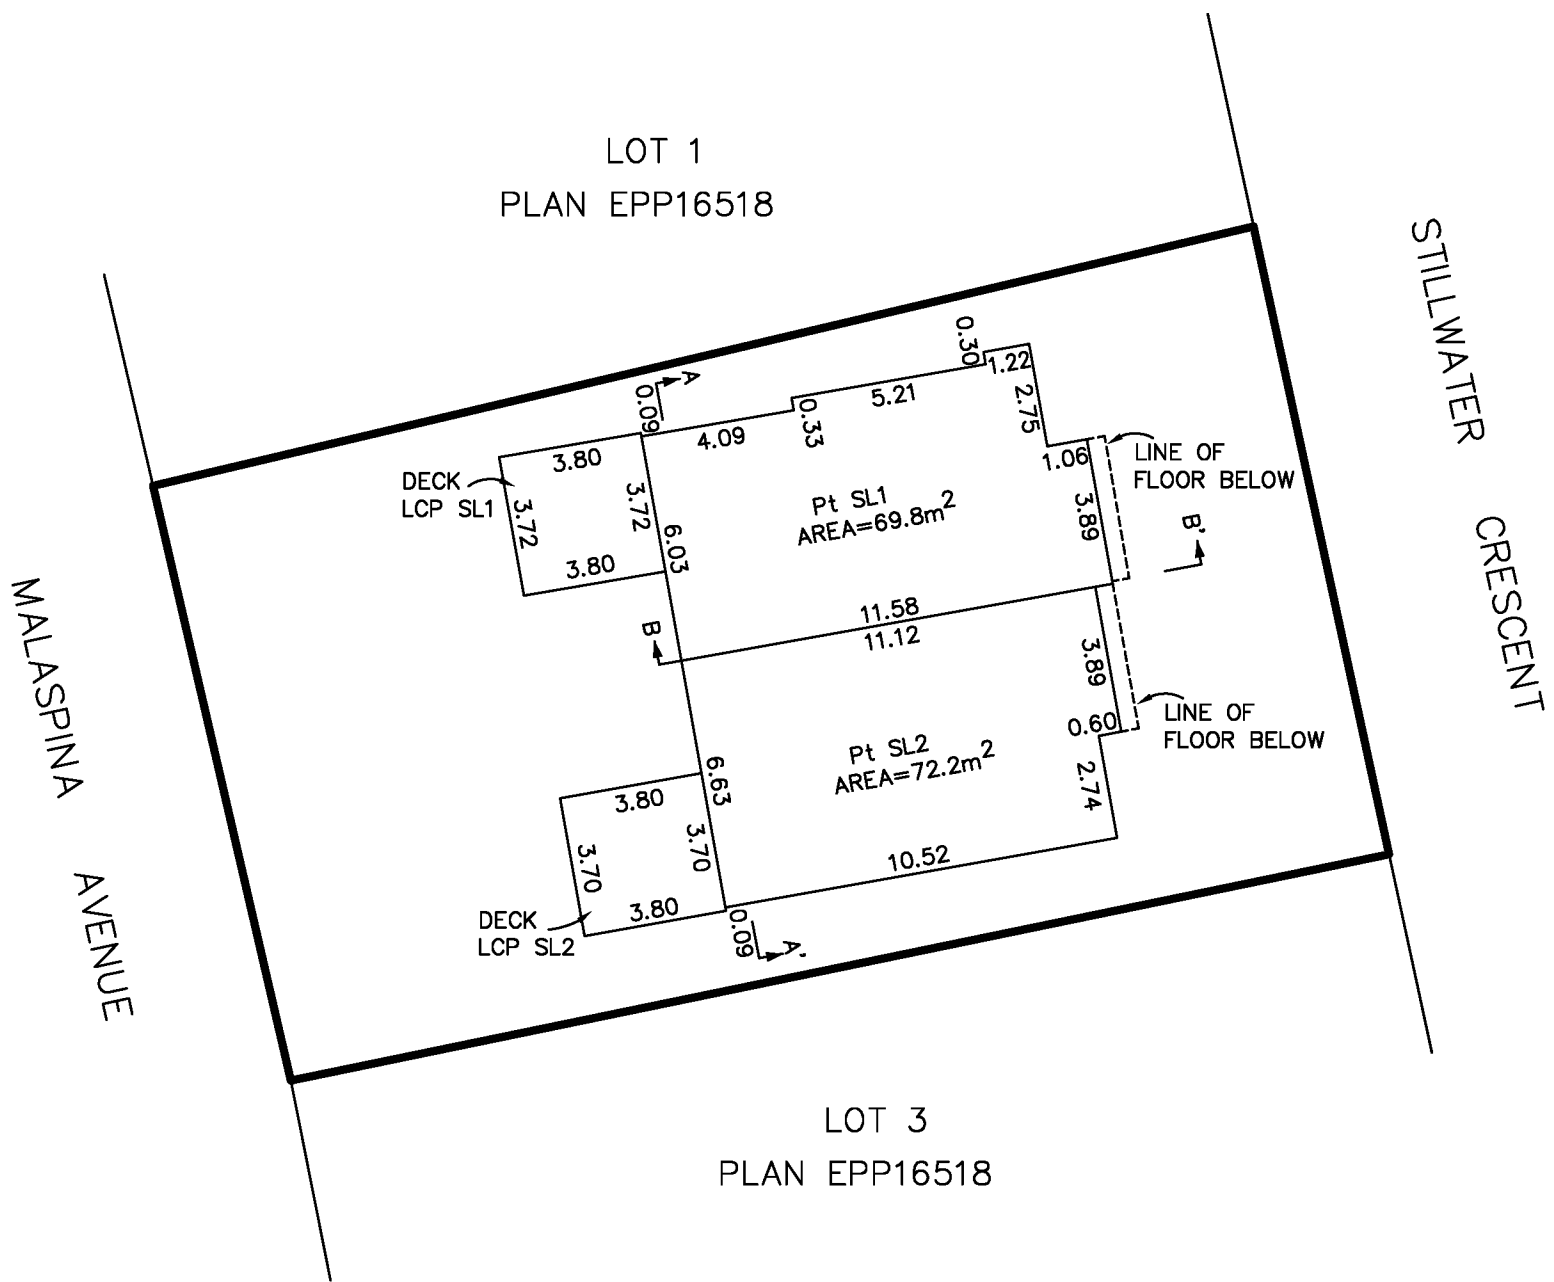 LOT 1
PLAN EPP16518
STILLWATER
CRESCENT
MALASPINA
AVENUE
0.30
1.22
A
0.09
5.21
2.75
4.09
0.33
LINE OF
FLOOR BELOW
1.06
3.80
DECK
LCP SL1
3.72
3.72
Pt SL1
AREA=69.8m²
3.89
B'
6.03
3.80
11.58
B
11.12
3.89
LINE OF
FLOOR BELOW
0.60
Pt SL2
AREA=72.2m²
6.63
3.80
2.74
3.70
3.70
10.52
3.80
DECK
LCP SL2
0.09
A'
LOT 3
PLAN EPP16518